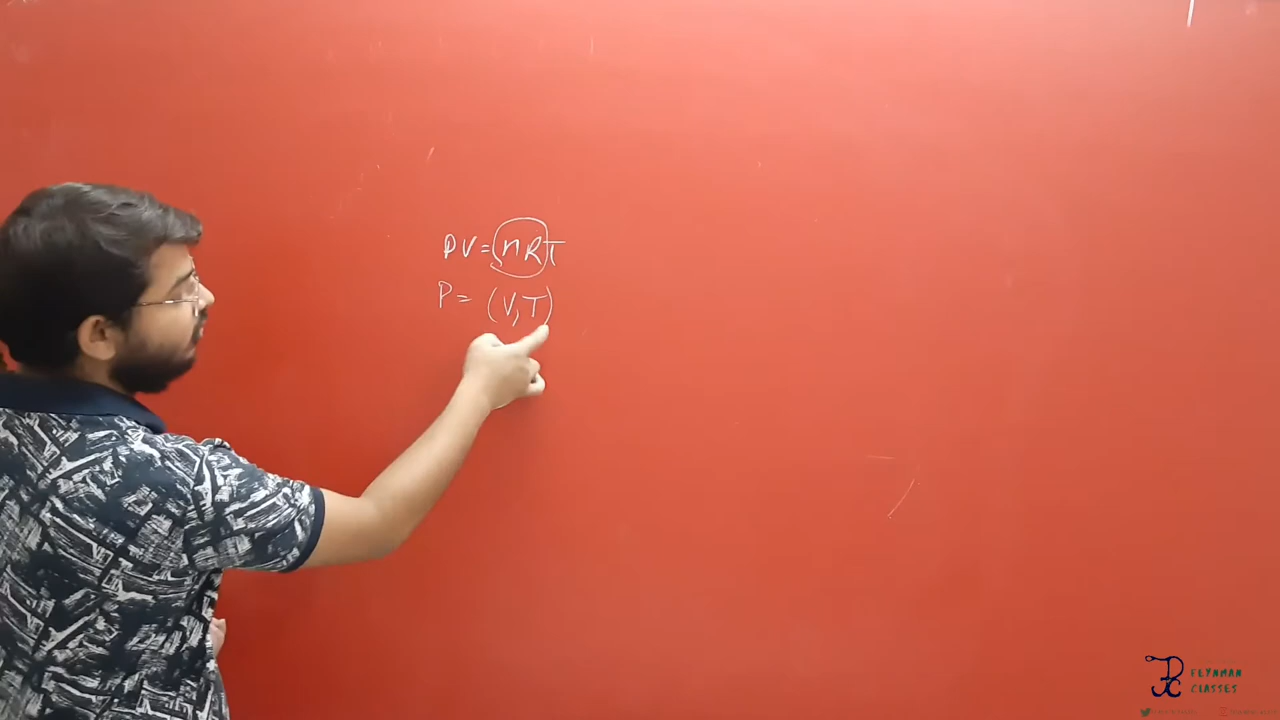 PV=nRT
P= (V,T)
FEYNMAN
CLASSES